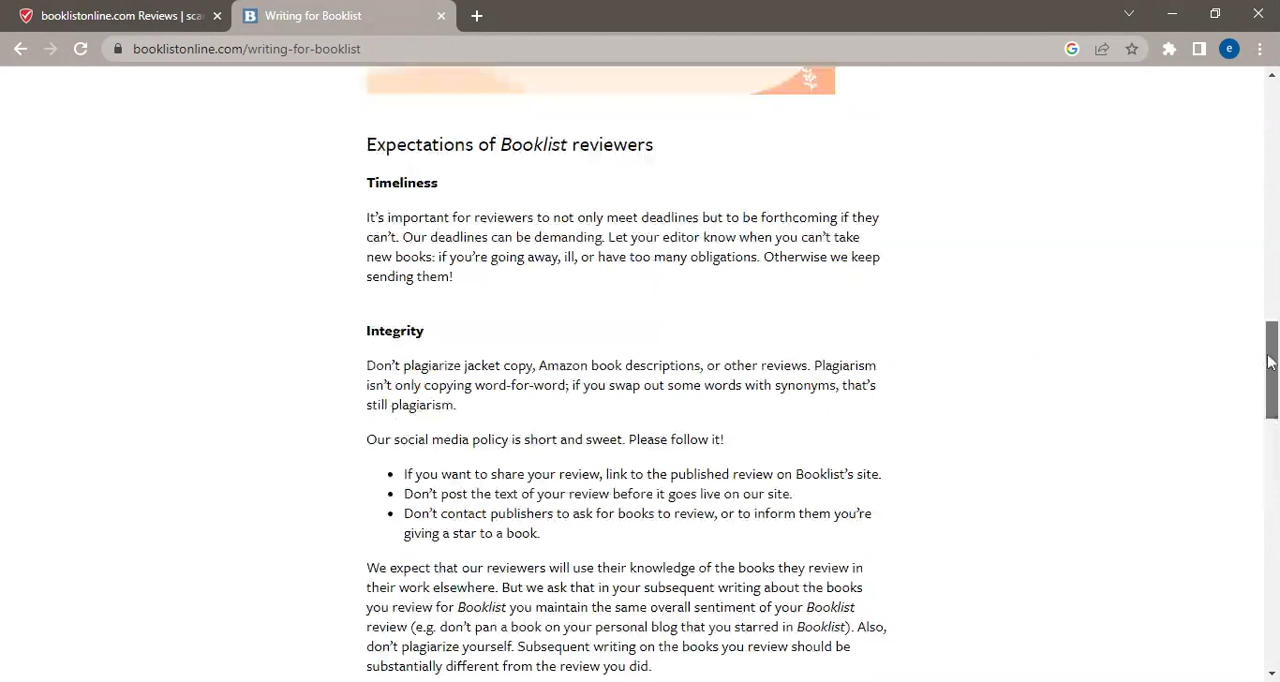 booklistonline.com Reviews | sca
Writing for Booklist
booklistonline.com/writing-for-booklist
e
Expectations of Booklist reviewers
Timeliness
It's important for reviewers to not only meet deadlines but to be forthcoming if they
can't. Our deadlines can be demanding. Let your editor know when you can't take
new books: if you're going away, ill, or have too many obligations. Otherwise we keep
sending them!
Integrity
Don't plagiarize jacket copy, Amazon book descriptions, or other reviews. Plagiarism
isn't only copying word-for-word; if you swap out some words with synonyms, that's
still plagiarism.
Our social media policy is short and sweet. Please follow it!
• If you want to share your review, link to the published review on Booklist's site.
• Don't post the text of your review before it goes live on our site.
• Don't contact publishers to ask for books to review, or to inform them you're
giving a star to a book.
We expect that our reviewers will use their knowledge of the books they review in
their work elsewhere. But we ask that in your subsequent writing about the books
you review for Booklist you maintain the same overall sentiment of your Booklist
review (e.g. don't pan a book on your personal blog that you starred in Booklist). Also,
don't plagiarize yourself. Subsequent writing on the books you review should be
substantially different from the review you did.